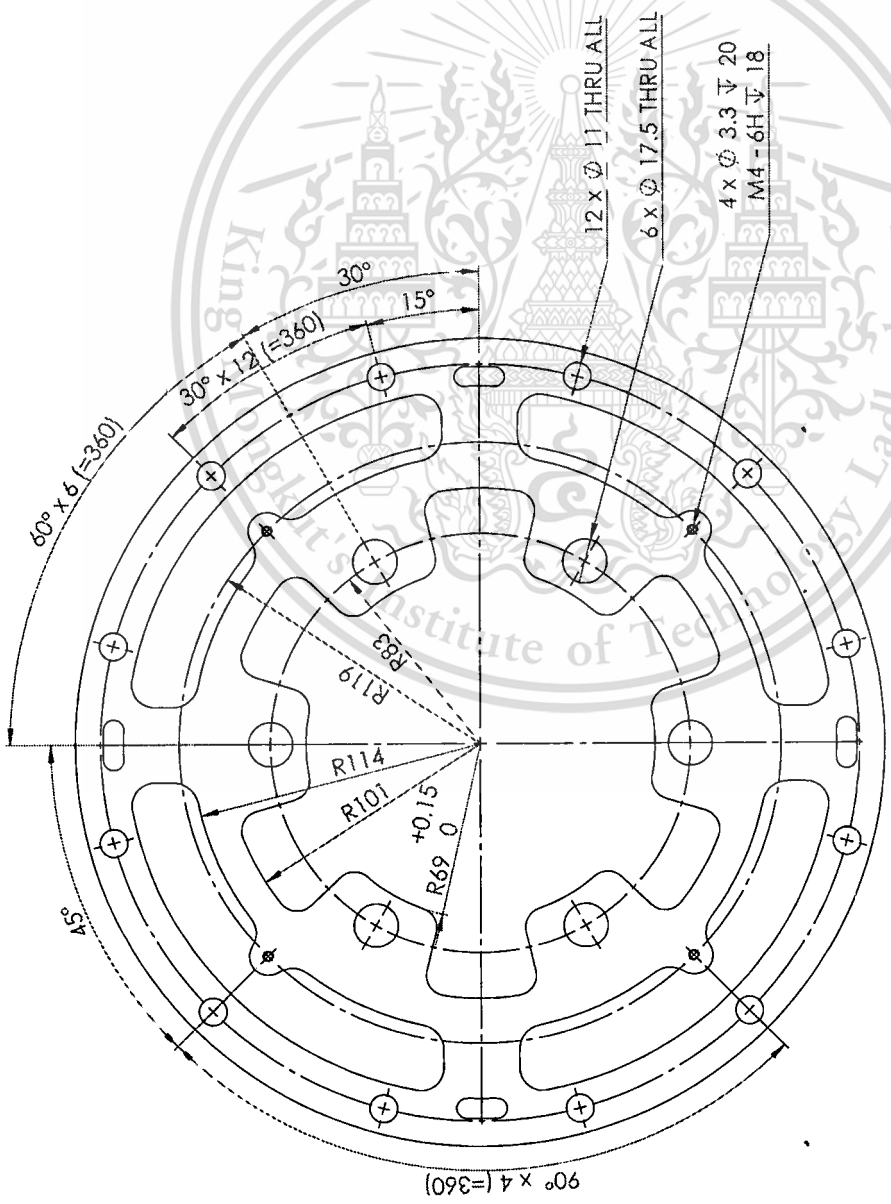 60° x 6 (=360)
30° x 12 (=360)
30°
15°
45°
90° x 4 (=360)
R83
R119
R114
R101
R69 +0.15 0
12 x Ø 11 THRU ALL
6 x Ø 17.5 THRU ALL
4 x Ø 3.3 ↧ 20
M4 - 6H ↧ 18
King Mongkut's Institute of Technology La